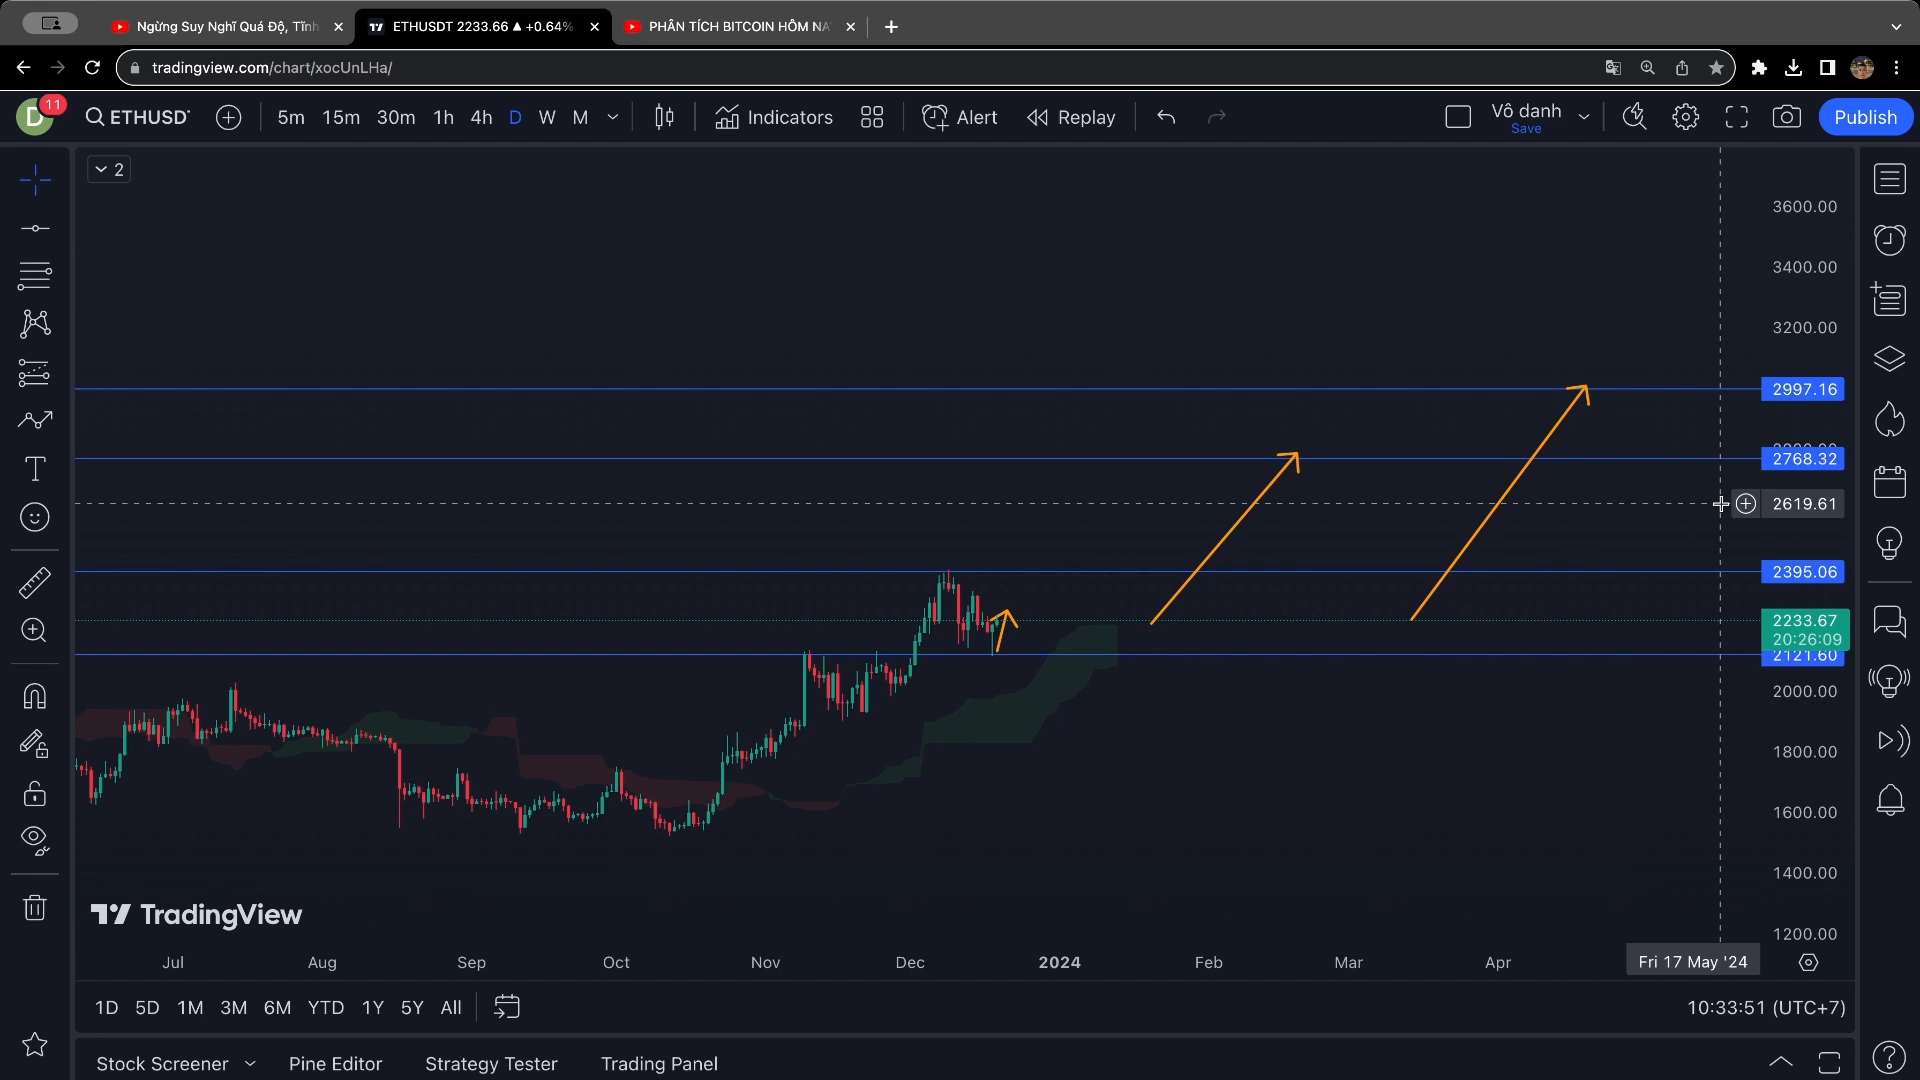 Ngừng Suy Nghĩ Quá Độ, Tĩnh
ETHUSDT 2233.66 ▲ +0.64%
PHÂN TÍCH BITCOIN HÔM NA
tradingview.com/chart/xocUnLHa/
D
11
ETHUSD
5m 15m 30m 1h 4h D W M
Indicators
Alert
Replay
Vô danh
Save
Publish
2
3600.00
3400.00
3200.00
2997.16
2768.32
2619.61
2395.06
2233.67
20:26:09
2121.60
2000.00
1800.00
1600.00
1400.00
1200.00
TradingView
Jul Aug Sep Oct Nov Dec 2024 Feb Mar Apr Fri 17 May '24
1D 5D 1M 3M 6M YTD 1Y 5Y All
10:33:51 (UTC+7)
Stock Screener Pine Editor Strategy Tester Trading Panel